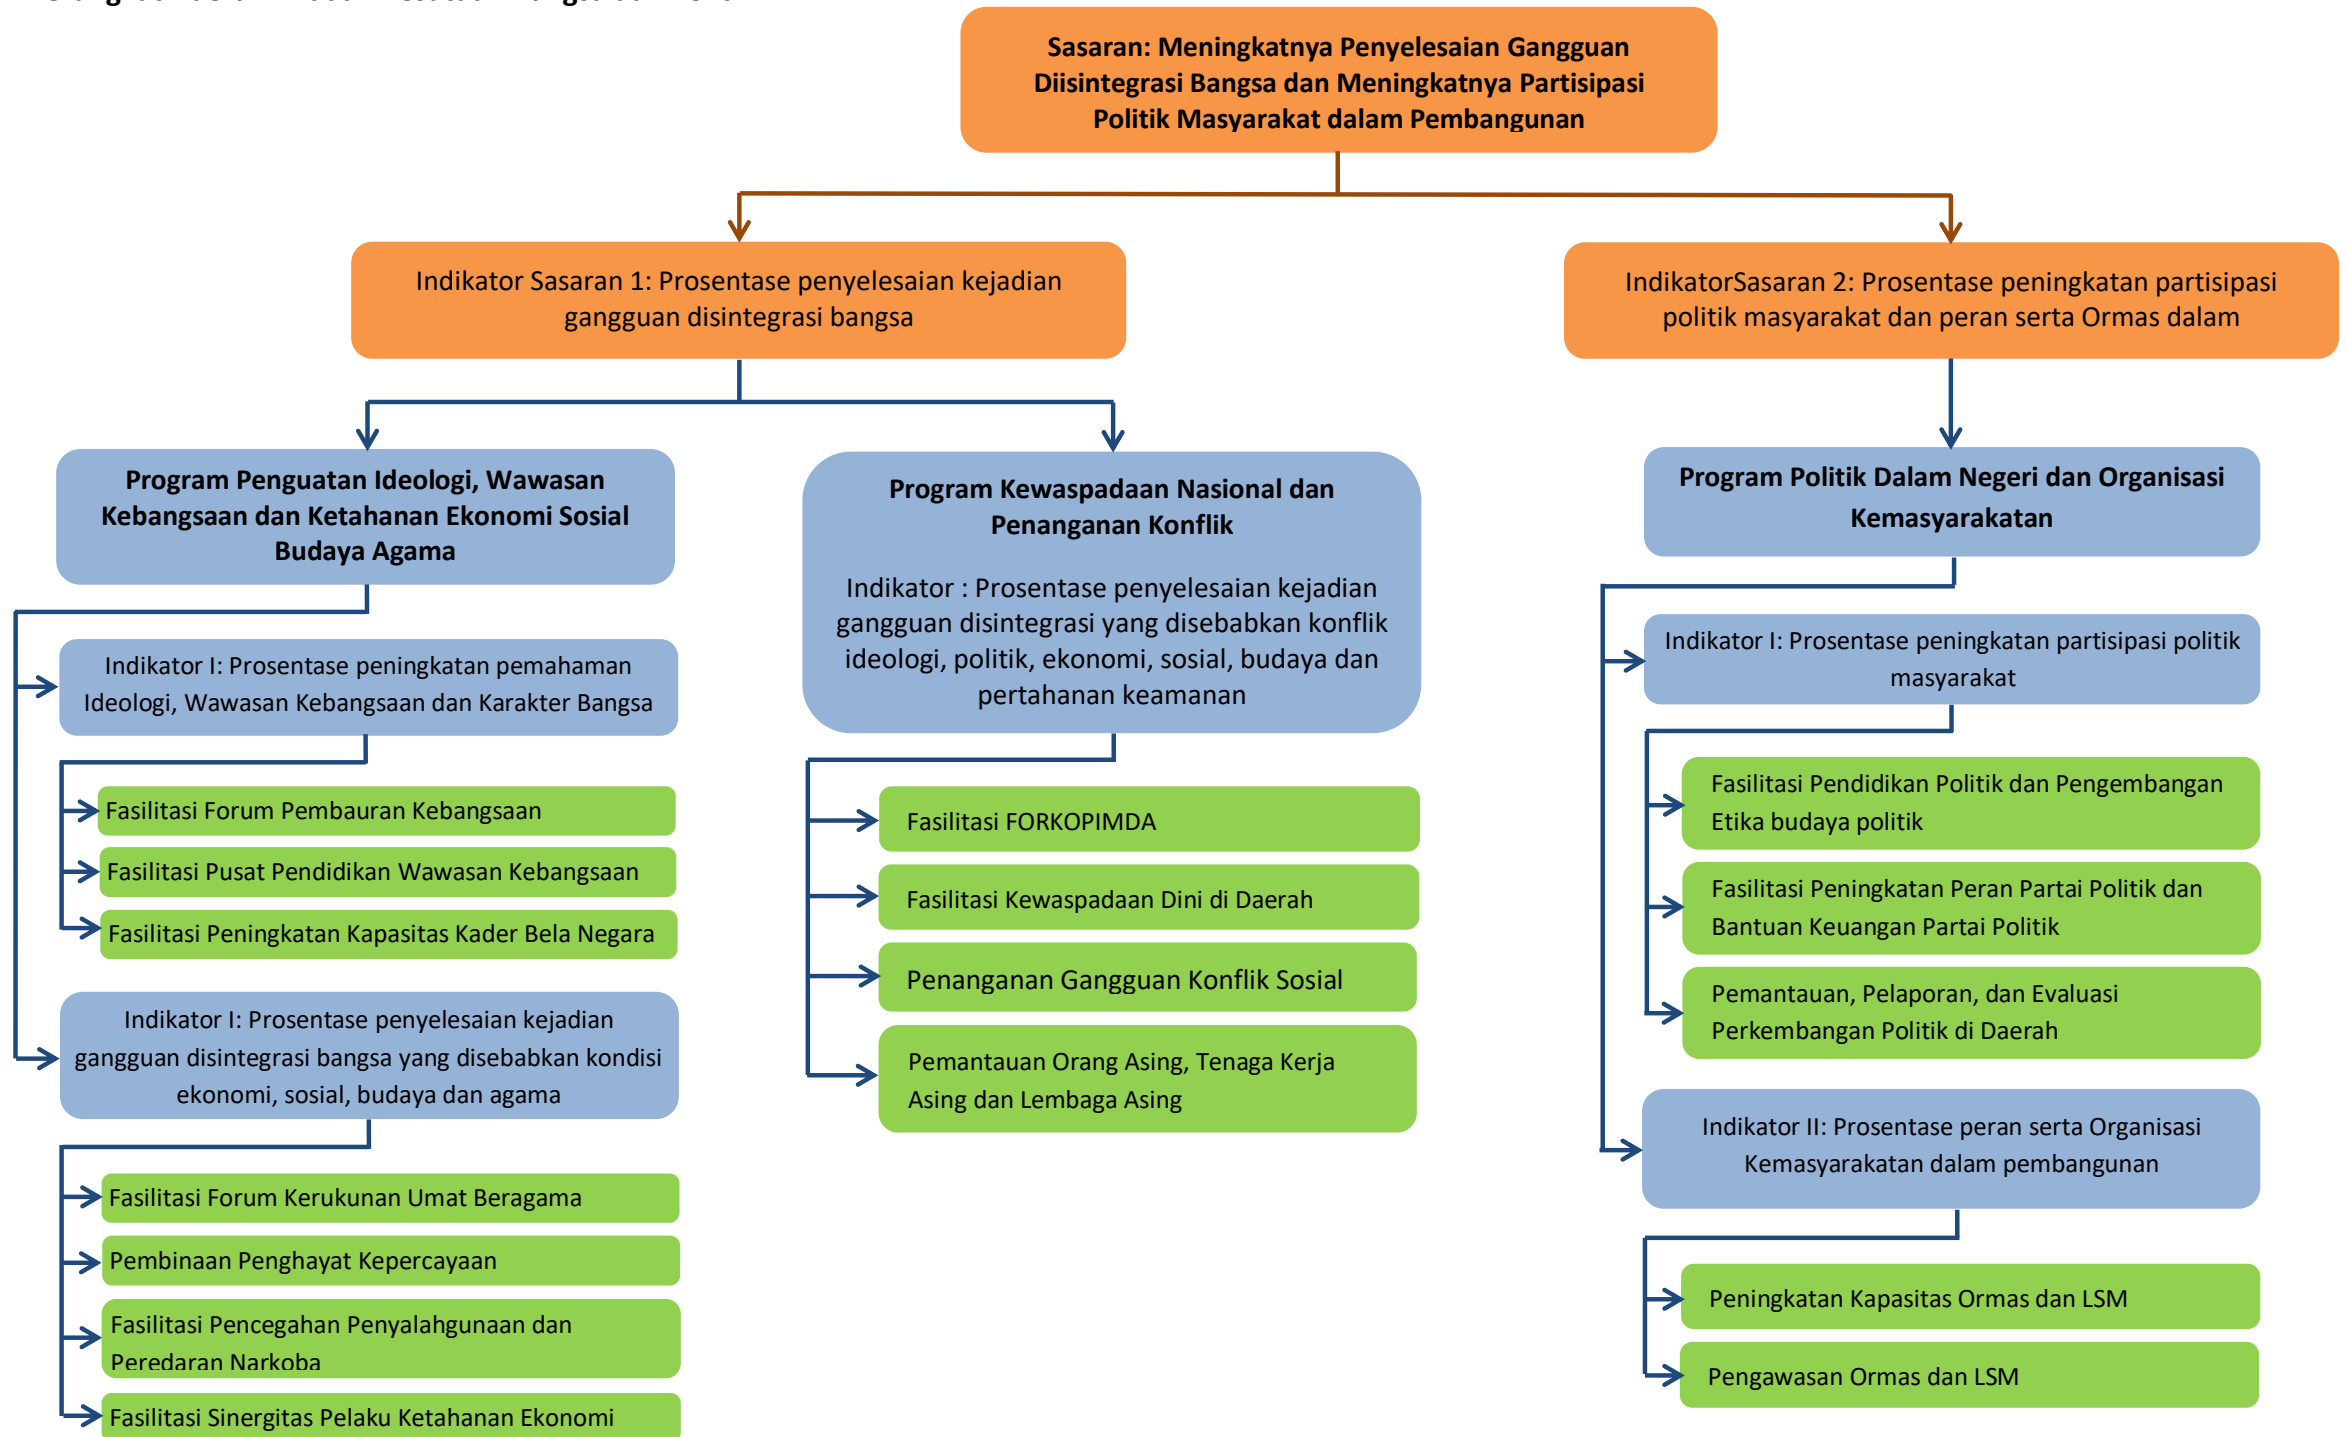 Sasaran: Meningkatnya Penyelesaian Gangguan
Diisintegrasi Bangsa dan Meningkatnya Partisipasi
Politik Masyarakat dalam Pembangunan
Indikator Sasaran 1: Prosentase penyelesaian kejadian
gangguan disintegrasi bangsa
IndikatorSasaran 2: Prosentase peningkatan partisipasi
politik masyarakat dan peran serta Ormas dalam
Program Penguatan Ideologi, Wawasan
Kebangsaan dan Ketahanan Ekonomi Sosial
Budaya Agama
Indikator I: Prosentase peningkatan pemahaman
Ideologi, Wawasan Kebangsaan dan Karakter Bangsa
Fasilitasi Forum Pembauran Kebangsaan
Fasilitasi Pusat Pendidikan Wawasan Kebangsaan
Fasilitasi Peningkatan Kapasitas Kader Bela Negara
Indikator I: Prosentase penyelesaian kejadian
gangguan disintegrasi bangsa yang disebabkan kondisi
ekonomi, sosial, budaya dan agama
Fasilitasi Forum Kerukunan Umat Beragama
Pembinaan Penghayat Kepercayaan
Fasilitasi Pencegahan Penyalahgunaan dan
Peredaran Narkoba
Fasilitasi Sinergitas Pelaku Ketahanan Ekonomi
Program Kewaspadaan Nasional dan
Penanganan Konflik
Indikator : Prosentase penyelesaian kejadian
gangguan disintegrasi yang disebabkan konflik
ideologi, politik, ekonomi, sosial, budaya dan
pertahanan keamanan
Fasilitasi FORKOPIMDA
Fasilitasi Kewaspadaan Dini di Daerah
Penanganan Gangguan Konflik Sosial
Pemantauan Orang Asing, Tenaga Kerja
Asing dan Lembaga Asing
Program Politik Dalam Negeri dan Organisasi
Kemasyarakatan
Indikator I: Prosentase peningkatan partisipasi politik
masyarakat
Fasilitasi Pendidikan Politik dan Pengembangan
Etika budaya politik
Fasilitasi Peningkatan Peran Partai Politik dan
Bantuan Keuangan Partai Politik
Pemantauan, Pelaporan, dan Evaluasi
Perkembangan Politik di Daerah
Indikator II: Prosentase peran serta Organisasi
Kemasyarakatan dalam pembangunan
Peningkatan Kapasitas Ormas dan LSM
Pengawasan Ormas dan LSM